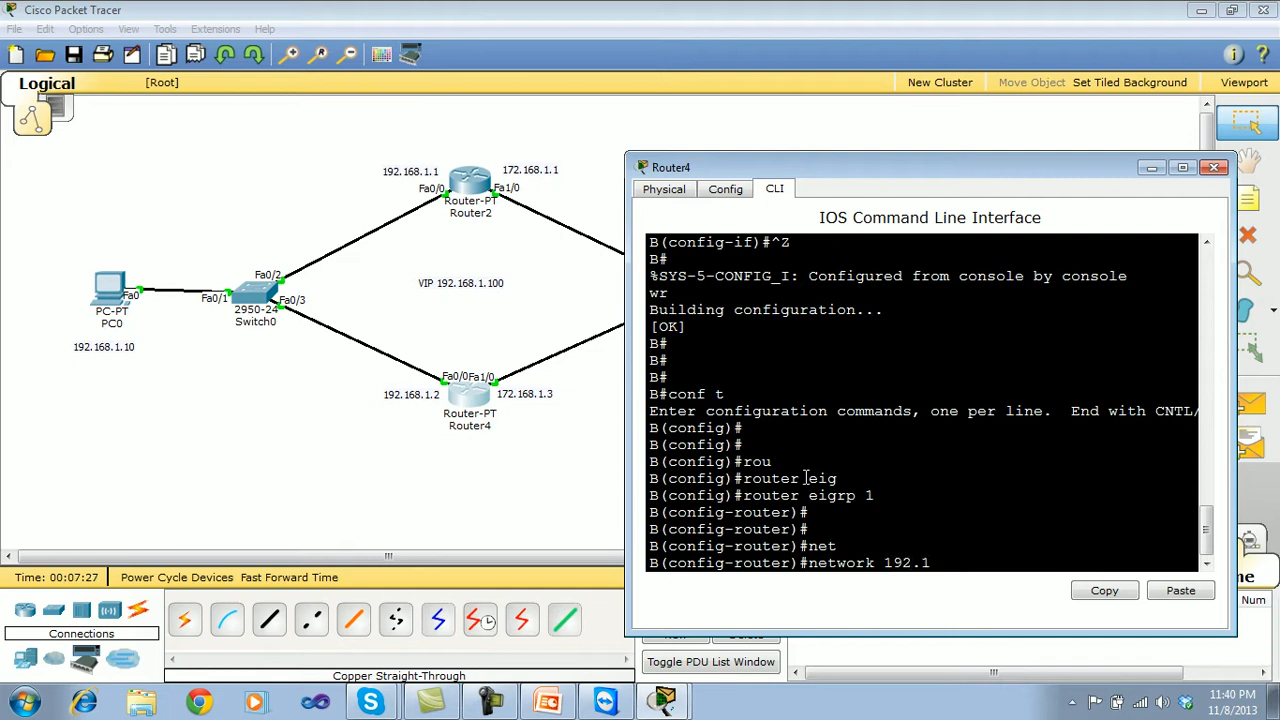 Cisco Packet Tracer
File Edit Options View Tools Extensions Help
Logical
[Root]
New Cluster
Move Object
Set Tiled Background
Viewport
192.168.1.1
172.168.1.1
Fa0/0
Fa1/0
Router-PT
Router2
Fa0/2
VIP 192.168.1.100
Fa0
Fa0/1
Fa0/3
PC-PT
PC0
2950-24
Switch0
192.168.1.10
Fa0/0
Fa1/0
192.168.1.2
172.168.1.3
Router-PT
Router4
Router4
Physical
Config
CLI
IOS Command Line Interface
B(config-if)#^Z
B#
%SYS-5-CONFIG_I: Configured from console by console
wr
Building configuration...
[OK]
B#
B#
B#
B#conf t
Enter configuration commands, one per line.  End with CNTL/
B(config)#
B(config)#
B(config)#rou
B(config)#router eig
B(config)#router eigrp 1
B(config-router)#
B(config-router)#
B(config-router)#net
B(config-router)#network 192.1
Copy
Paste
Time: 00:07:27
Power Cycle Devices
Fast Forward Time
Connections
Copper Straight-Through
Toggle PDU List Window
Num
11:40 PM
11/8/2013